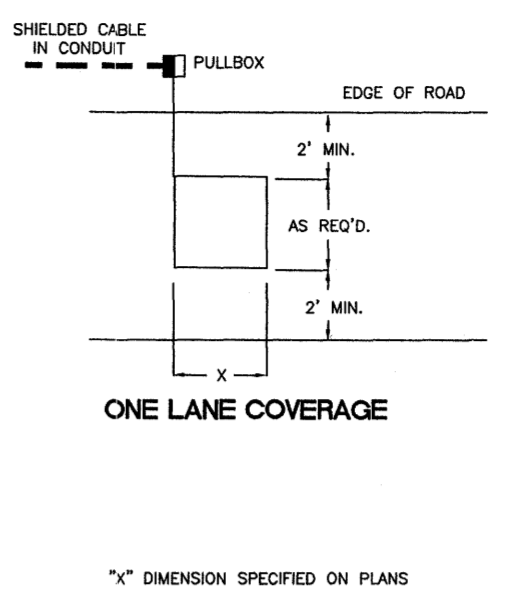 SHIELDED CABLE
IN CONDUIT
PULLBOX
EDGE OF ROAD
2' MIN.
AS REQ'D.
2' MIN.
X
ONE LANE COVERAGE
"X" DIMENSION SPECIFIED ON PLANS